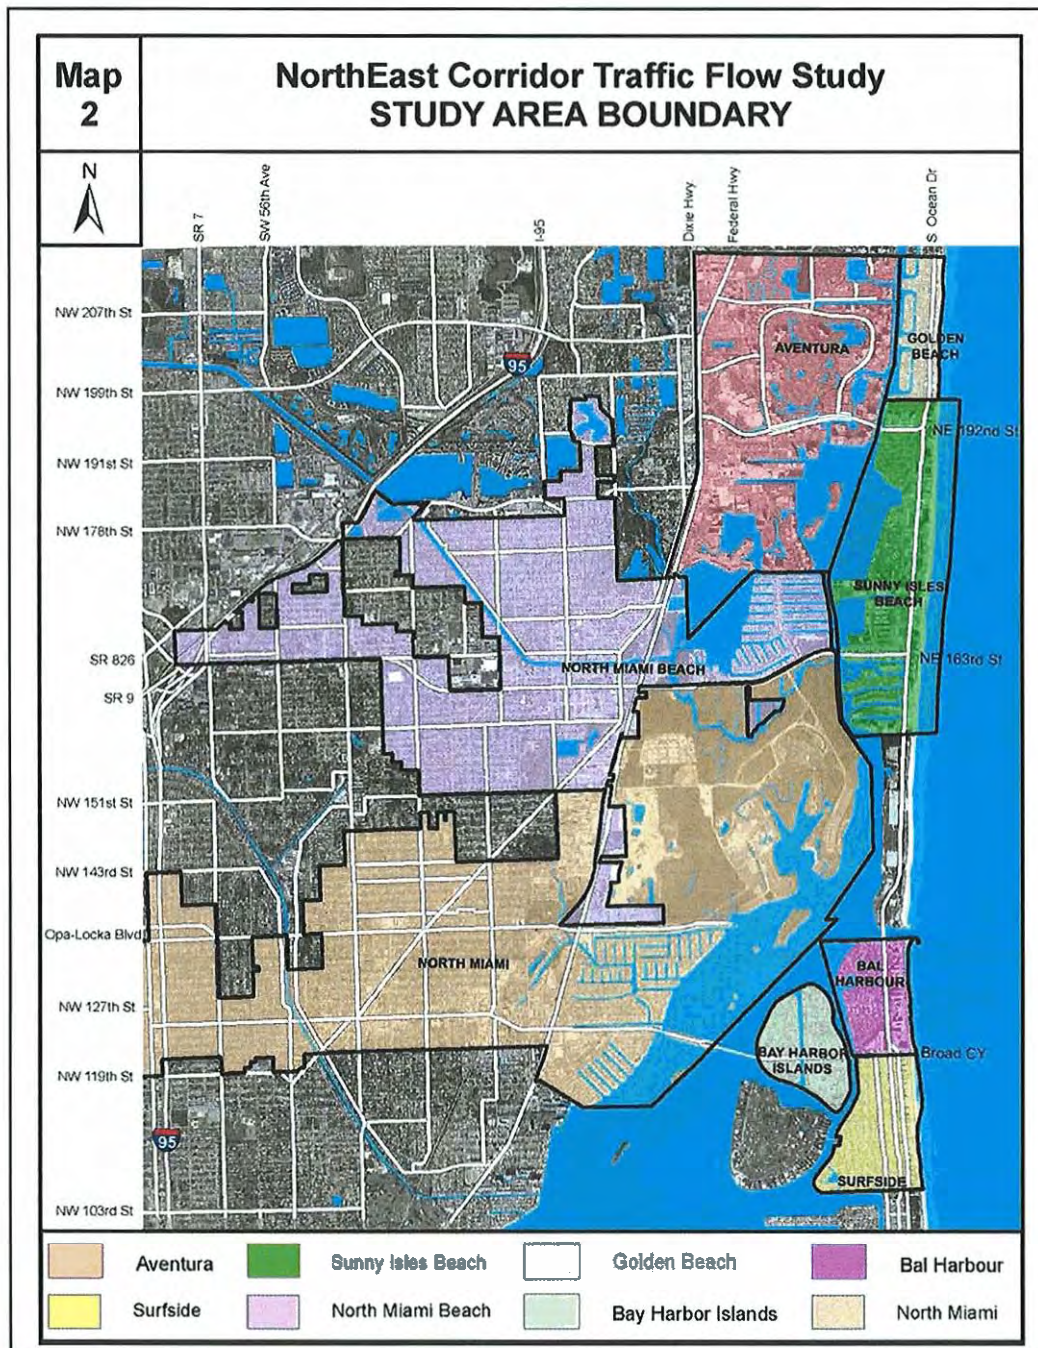 Map
2
NorthEast Corridor Traffic Flow Study
STUDY AREA BOUNDARY
N
SR 7
SW 56th Ave
I-95
Dixie Hwy.
Federal Hwy
S Ocean Dr
NW 207th St
AVENTURA
GOLDEN
BEACH
95
NW 199th St
NE 192nd St
NW 191st St
NW 178th St
SUNNY ISLES
BEACH
SR 826
NORTH MIAMI BEACH
NE 163rd St
SR 9
NW 151st St
NW 143rd St
Opa-Locka Blvd
NORTH MIAMI
BAL
HARBOUR
NW 127th St
BAY HARBOR
ISLANDS
Broad CY
NW 119th St
95
SURFSIDE
NW 103rd St
Aventura
Sunny Isles Beach
Golden Beach
Bal Harbour
Surfside
North Miami Beach
Bay Harbor Islands
North Miami